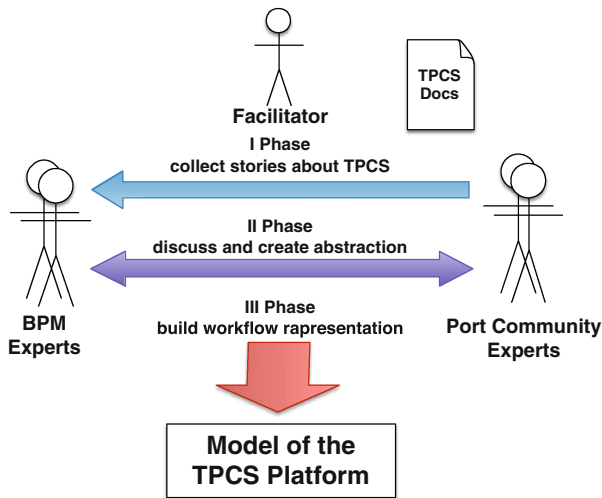 TPCS
Docs
Facilitator
I Phase
collect stories about TPCS
II Phase
discuss and create abstraction
III Phase
build workflow rapresentation
BPM
Experts
Port Community
Experts
Model of the
TPCS Platform